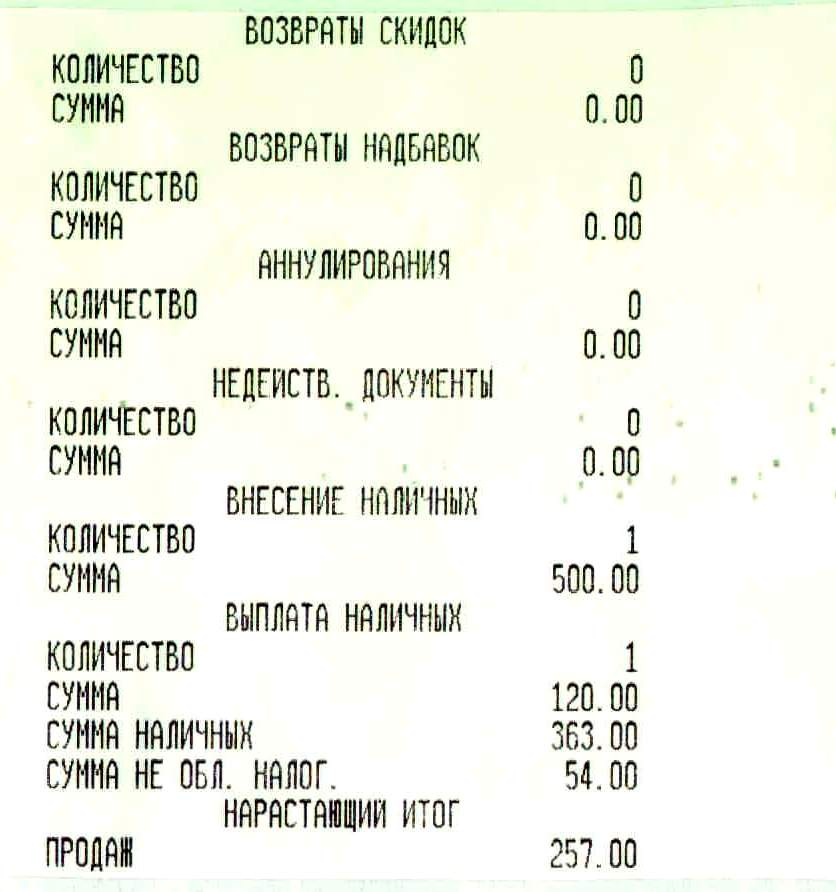 ВОЗВРАТЫ СКИДОК
КОЛИЧЕСТВО 0
СУММА 0.00
ВОЗВРАТЫ НАДБАВОК
КОЛИЧЕСТВО 0
СУММА 0.00
АННУЛИРОВАНИЯ
КОЛИЧЕСТВО 0
СУММА 0.00
НЕДЕЙСТВ. ДОКУМЕНТЫ
КОЛИЧЕСТВО 0
СУММА 0.00
ВНЕСЕНИЕ НАЛИЧНЫХ
КОЛИЧЕСТВО 1
СУММА 500.00
ВЫПЛАТА НАЛИЧНЫХ
КОЛИЧЕСТВО 1
СУММА 120.00
СУММА НАЛИЧНЫХ 363.00
СУММА НЕ ОБЛ. НАЛОГ. 54.00
НАРАСТАЮЩИЙ ИТОГ
ПРОДАЖ 257.00